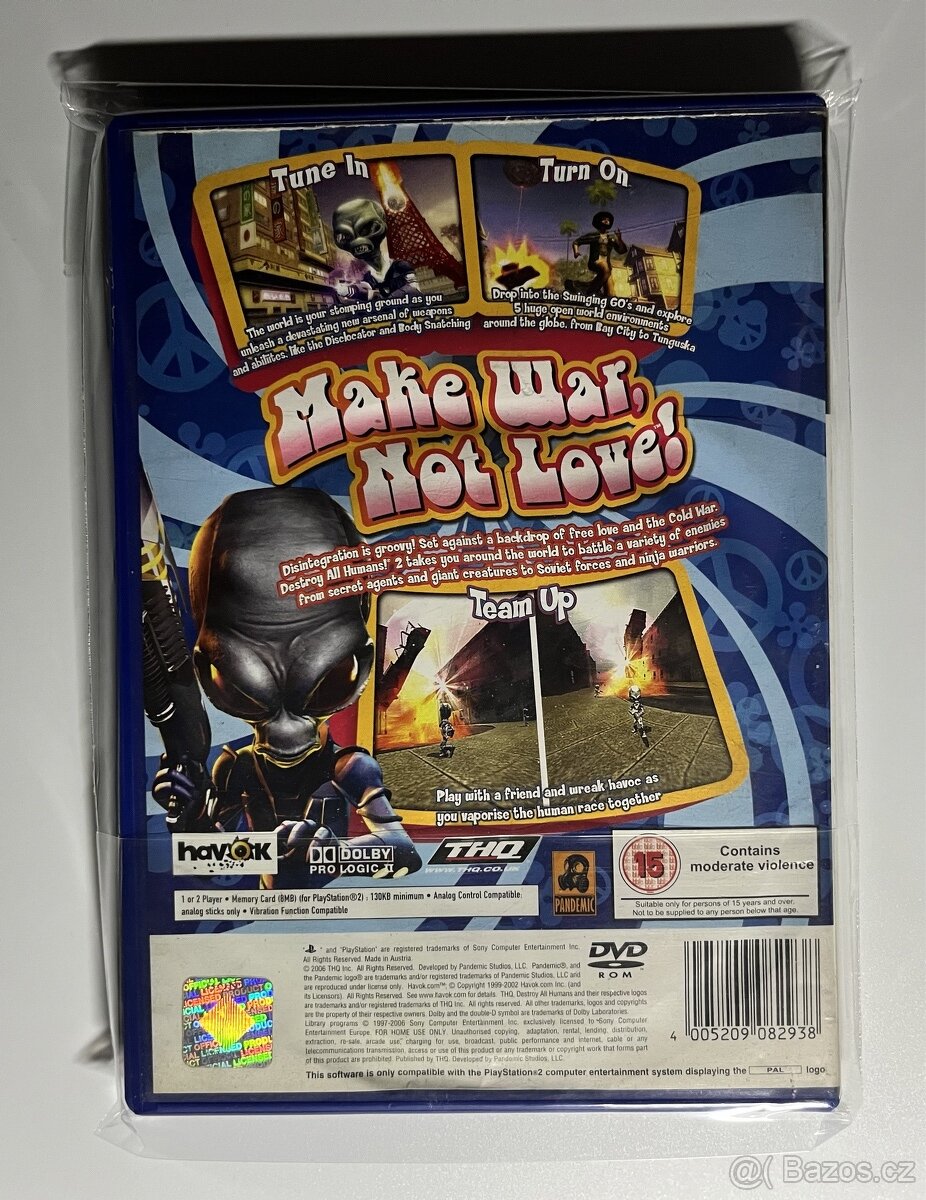 Tune In
Turn On
The world is your stomping ground as you
unleash a devastating new arsenal of weapons
and abilities, like the Disclocator and Body Snatching
Drop into the Swinging 60's and explore
5 huge open world environments
around the globe, from Bay City to Tunguska
Make War,
Not Love!™
Disintegration is groovy! Set against a backdrop of free love and the Cold War.
Destroy All Humans!® 2 takes you around the world to battle a variety of enemies
from secret agents and giant creatures to Soviet forces and ninja warriors.
Team Up
Play with a friend and wreak havoc as
you vaporise the human race together
havok
DOLBY
PRO LOGIC II
THQ
WWW.THQ.CO.UK
PANDEMIC
15
Contains
moderate violence
Suitable only for persons of 15 years and over.
Not to be supplied to any person below that age.
1 or 2 Player • Memory Card (8MB) (for PlayStation®2) : 130KB minimum • Analog Control Compatible:
analog sticks only • Vibration Function Compatible
" and "PlayStation" are registered trademarks of Sony Computer Entertainment Inc.
All Rights Reserved. Made in Austria.
© 2006 THQ Inc. All Rights Reserved. Developed by Pandemic Studios, LLC. Pandemic®, and
the Pandemic logo® are trademarks and/or registered trademarks of Pandemic Studios, LLC and
are reproduced under license only. Havok.com™; © Copyright 1999-2002 Havok.com Inc. (and
its Licensors). All Rights Reserved. See www.havok.com for details. THQ, Destroy All Humans and their respective logos
are trademarks and/or registered trademarks of THQ Inc. All rights reserved. All other trademarks, logos and copyrights
are the property of their respective owners. Dolby and the double-D symbol are trademarks of Dolby Laboratories.
Library programs © 1997-2006 Sony Computer Entertainment Inc. exclusively licensed to Sony Computer
Entertainment Europe. FOR HOME USE ONLY. Unauthorised copying, adaptation, rental, lending, distribution,
extraction, re-sale, arcade use, charging for use, broadcast, public performance and internet, cable or any
telecommunications transmission, access or use of this product or any trademark or copyright work that forms part
of this product are prohibited. Published by THQ. Developed by Pandemic Studios, LLC.
This software is only compatible with the PlayStation®2 computer entertainment system displaying the PAL logo
DVD
ROM
4 005209 082938
OFFICIAL
LICENSED PRODUCT
@( Bazos.cz